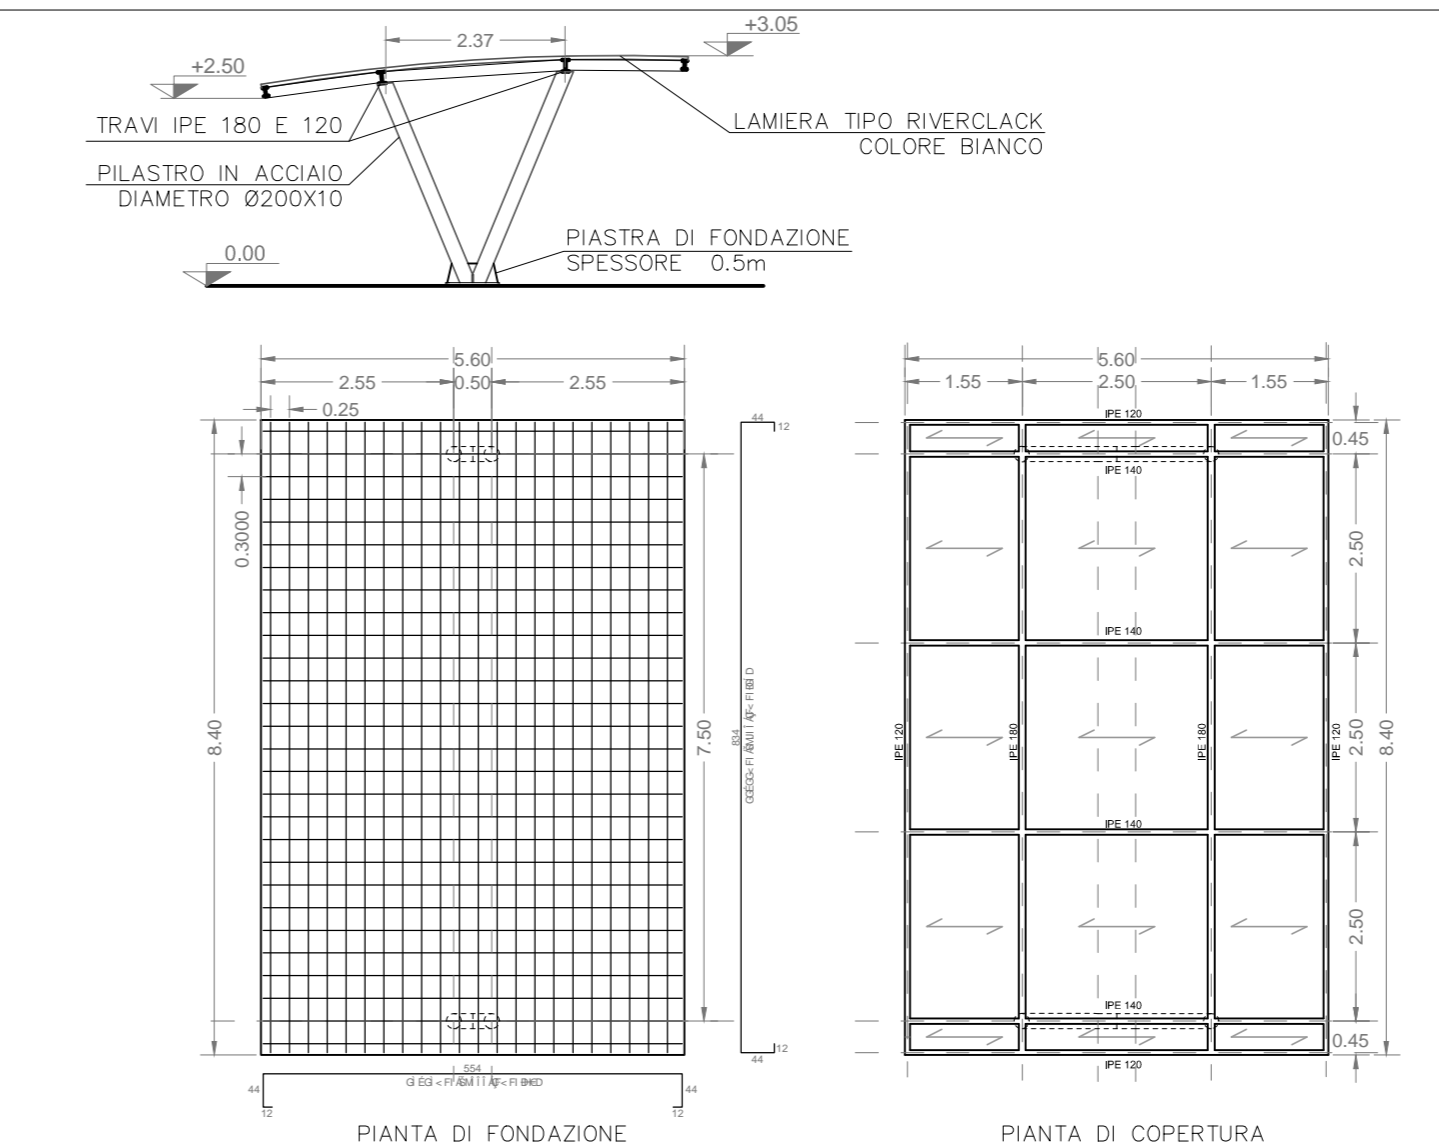 2.37
+3.05
+2.50
TRAVI IPE 180 E 120
LAMIERA TIPO RIVERCLACK
COLORE BIANCO
PILASTRO IN ACCIAIO
DIAMETRO Ø200X10
PIASTRA DI FONDAZIONE
SPESSORE 0.5m
0.00
5.60
2.55 0.50 2.55
0.25
0.3000
8.40
7.50
44
12
834
44
12
554
44
44
12
12
PIANTA DI FONDAZIONE
5.60
1.55 2.50 1.55
IPE 120
0.45
IPE 140
2.50
IPE 140
IPE 120
IPE 180
IPE 180
IPE 120
2.50
8.40
IPE 140
2.50
IPE 140
0.45
IPE 120
PIANTA DI COPERTURA